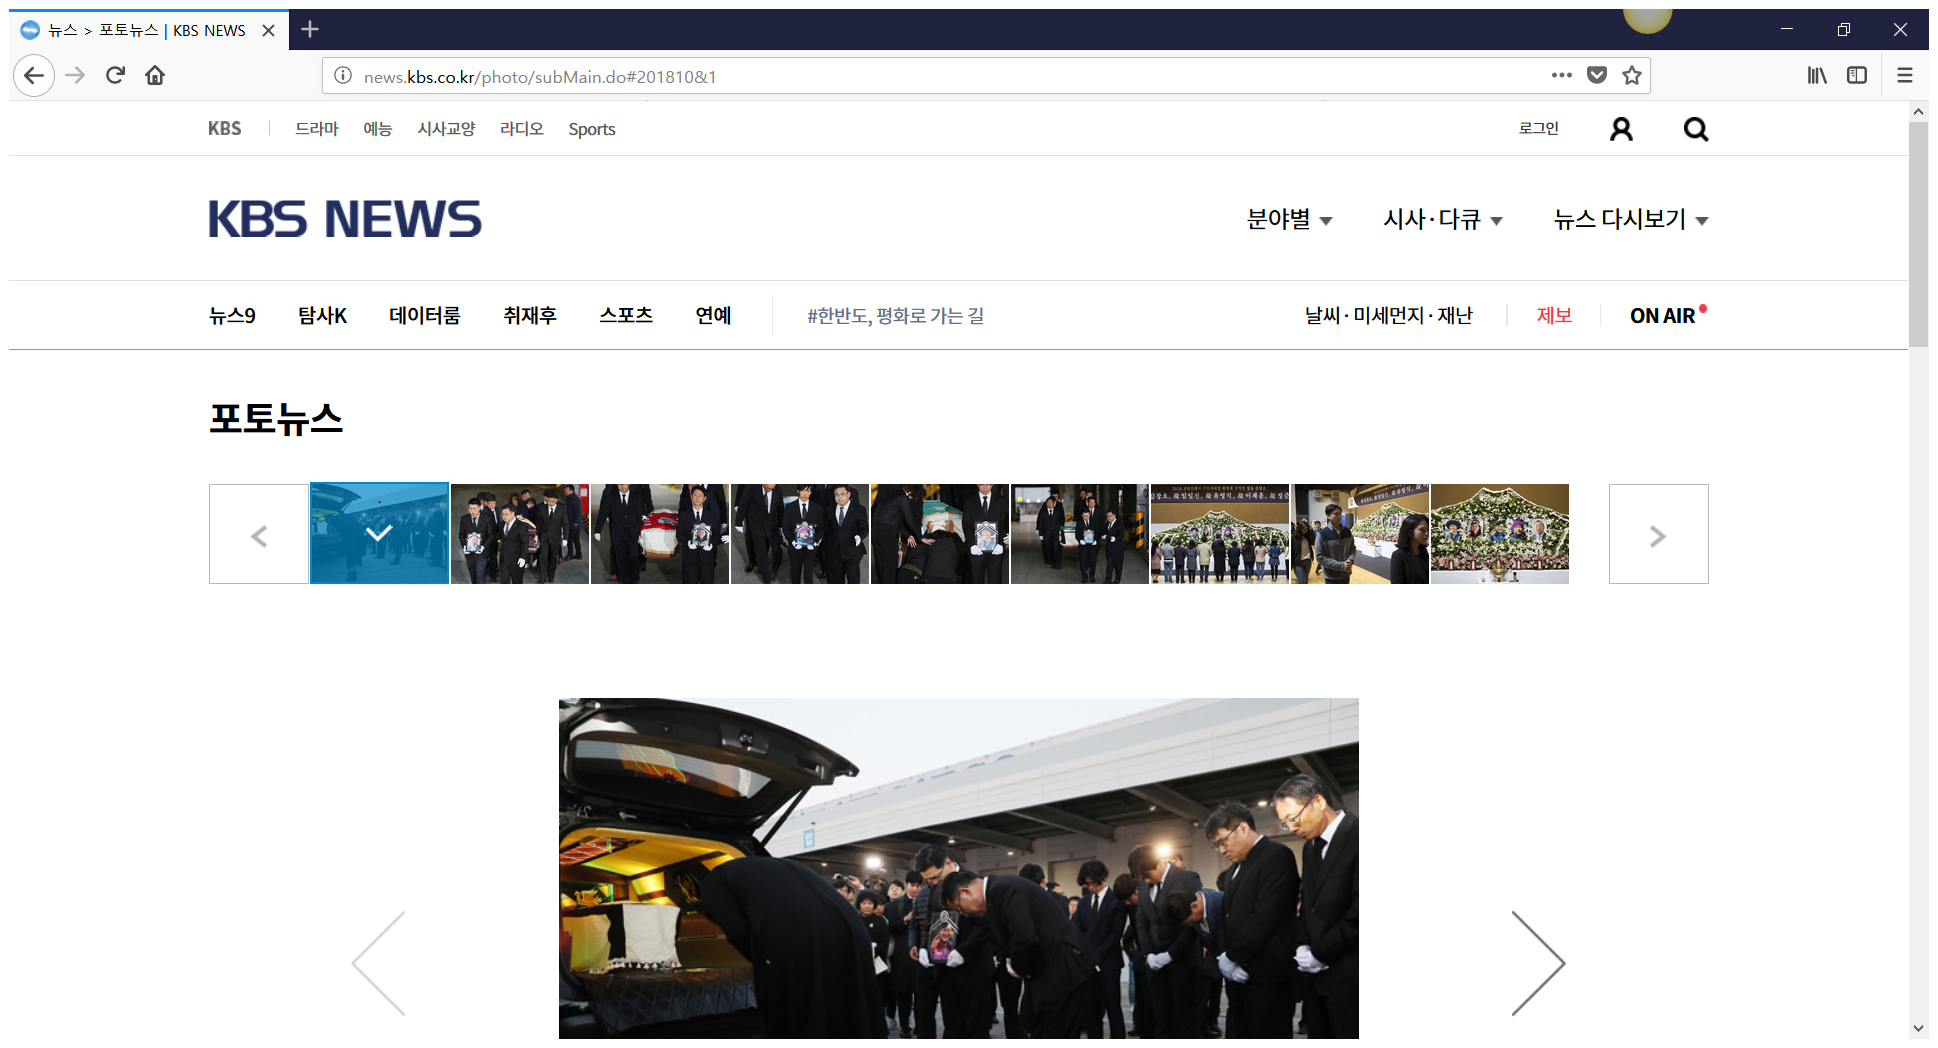 뉴스 > 포토뉴스 | KBS NEWS
news.kbs.co.kr/photo/subMain.do#201810&1
KBS 드라마 예능 시사교양 라디오 Sports 로그인
KBS NEWS 분야별 시사·다큐 뉴스 다시보기
뉴스9 탐사K 데이터룸 취재후 스포츠 연예 #한반도, 평화로 가는 길 날씨·미세먼지·재난 제보 ON AIR
포토뉴스